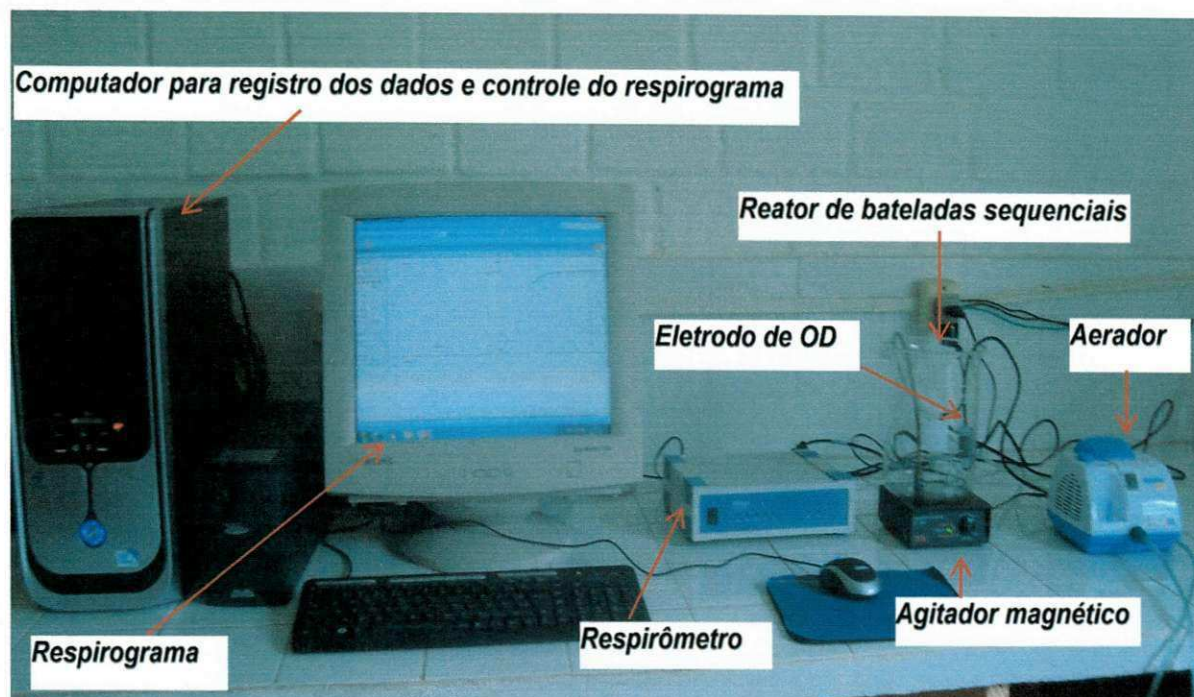 Computador para registro dos dados e controle do respirograma
Reator de bateladas sequenciais
Eletrodo de OD
Aerador
Respirograma
Respirômetro
Agitador magnético